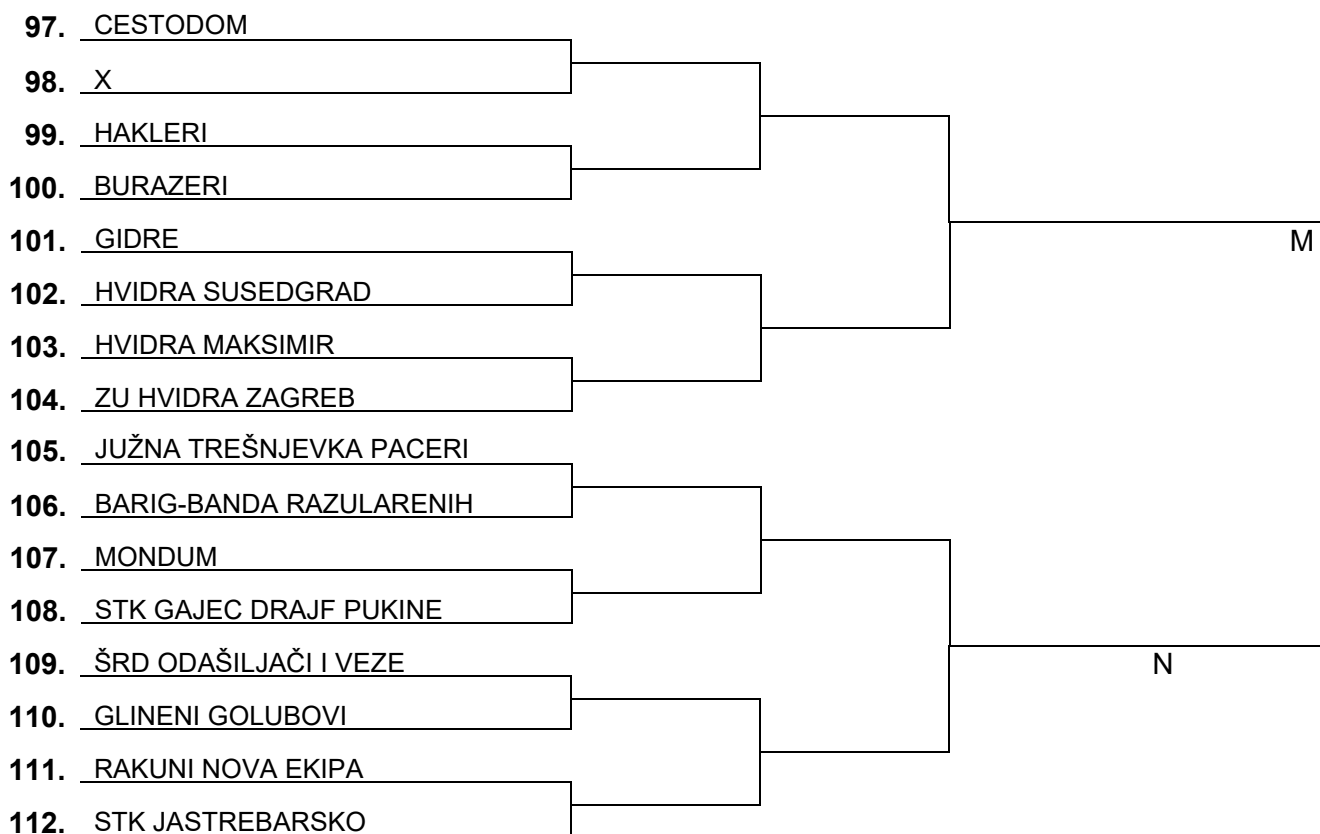 97. CESTODOM
98. X
99. HAKLERI
100. BURAZERI
101. GIDRE
M
102. HVIDRA SUSEDGRAD
103. HVIDRA MAKSIMIR
104. ZU HVIDRA ZAGREB
105. JUŽNA TREŠNJEVKA PACERI
106. BARIG-BANDA RAZULARENIH
107. MONDUM
108. STK GAJEC DRAJF PUKINE
109. ŠRD ODAŠILJAČI I VEZE
N
110. GLINENI GOLUBOVI
111. RAKUNI NOVA EKIPA
112. STK JASTREBARSKO